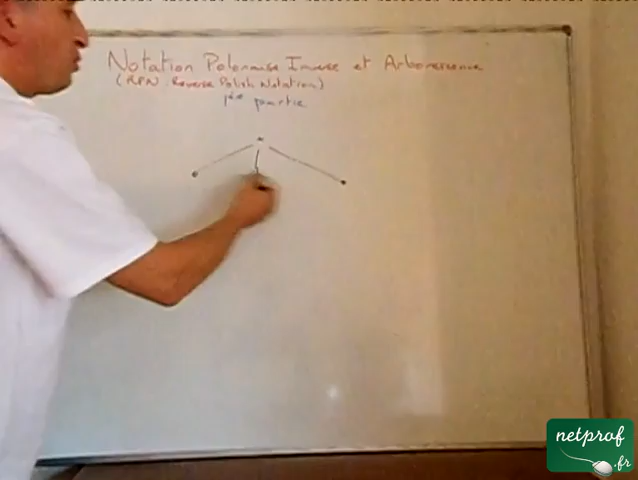 Notation Polonaise Inverse et Arborescence
(RPN : Reverse Polish Notation)
1ère partie
netprof
.fr